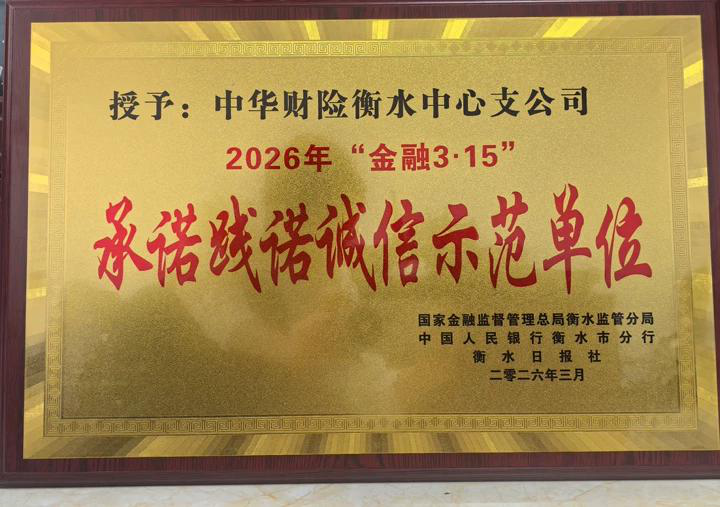 授予：中华财险衡水中心支公司
2026年“金融3·15”
承诺践诺诚信示范单位
国家金融监督管理总局衡水监管分局
中国人民银行衡水市分行
衡水日报社
二零二六年三月